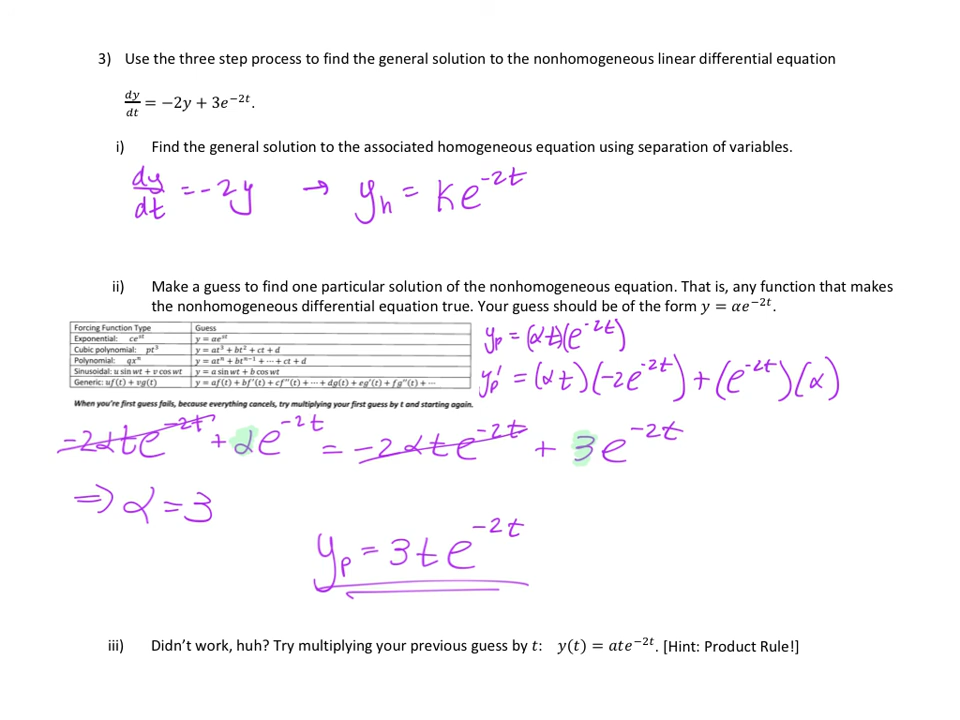 3) Use the three step process to find the general solution to the nonhomogeneous linear differential equation
dy/dt = −2y + 3e^−2t.
i) Find the general solution to the associated homogeneous equation using separation of variables.
dy/dt = -2y → y_h = ke^-2t
ii) Make a guess to find one particular solution of the nonhomogeneous equation. That is, any function that makes
the nonhomogeneous differential equation true. Your guess should be of the form y = αe^−2t.
Forcing Function Type Guess
Exponential: ce^st y = ae^st
Cubic polynomial: pt^3 y = at^3 + bt^2 + ct + d
Polynomial: qx^n y = at^n + bt^n−1 + ⋯ + ct + d
Sinusoidal: u sin wt + v cos wt y = a sin wt + b cos wt
Generic: uf(t) + vg(t) y = af(t) + bf'(t) + cf''(t) + ⋯ + dg(t) + eg'(t) + fg''(t) + ⋯
When you're first guess fails, because everything cancels, try multiplying your first guess by t and starting again.
y_p = (αt)(e^-2t)
y_p' = (αt)(-2e^-2t) + (e^-2t)(α)
-2αte^-2t + αe^-2t = -2αte^-2t + 3e^-2t
⇒ α = 3
y_p = 3te^-2t
iii) Didn't work, huh? Try multiplying your previous guess by t: y(t) = ate^−2t. [Hint: Product Rule!]